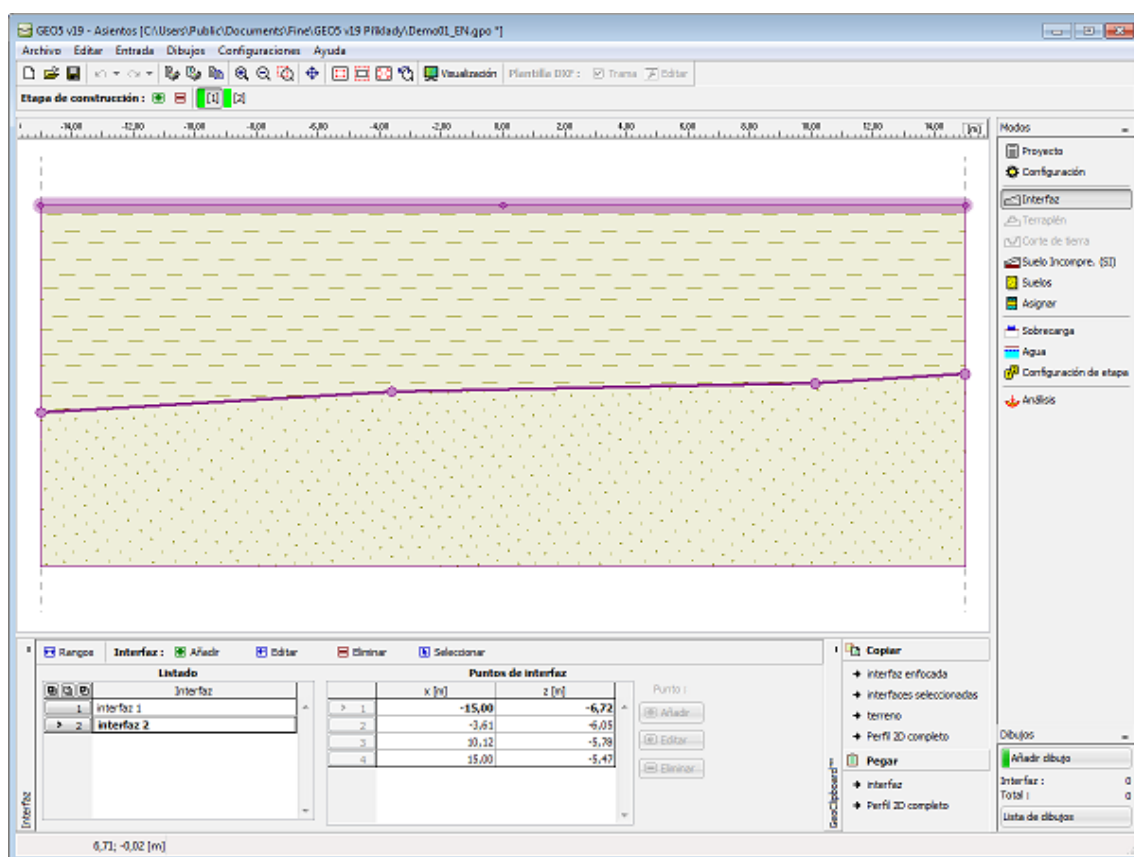 GEO5 v19 - Asientos [C:\Users\Public\Documents\Fine\GEO5 v19 Příklady\Demo01_EN.gpo *]
Archivo Editar Entrada Dibujos Configuraciones Ayuda
Visualización Plantilla DXF: Trama Editar
Etapa de construcción: [1] [2]
-14,00 -12,00 -10,00 -8,00 -6,00 -4,00 -2,00 0,00 2,00 4,00 6,00 8,00 10,00 12,00 14,00 [m]
Modos
Proyecto
Configuración
Interfaz
Terraplén
Corte de tierra
Suelo Incompre. (SI)
Suelos
Asignar
Sobrecarga
Agua
Configuración de etapa
Análisis
Rangos Interfaz: Añadir Editar Eliminar Seleccionar
Listado
Interfaz
1 interfaz 1
> 2 interfaz 2
Puntos de interfaz
x [m] z [m]
> 1 -15,00 -6,72
2 -3,61 -6,05
3 10,12 -5,78
4 15,00 -5,47
Punto:
Añadir
Editar
Eliminar
Interfaz
GeoClipboard™
Copiar
interfaz enfocada
interfaces seleccionadas
terreno
Perfil 2D completo
Pegar
interfaz
Perfil 2D completo
Dibujos
Añadir dibujo
Interfaz: 0
Total: 0
Lista de dibujos
6,71; -0,02 [m]